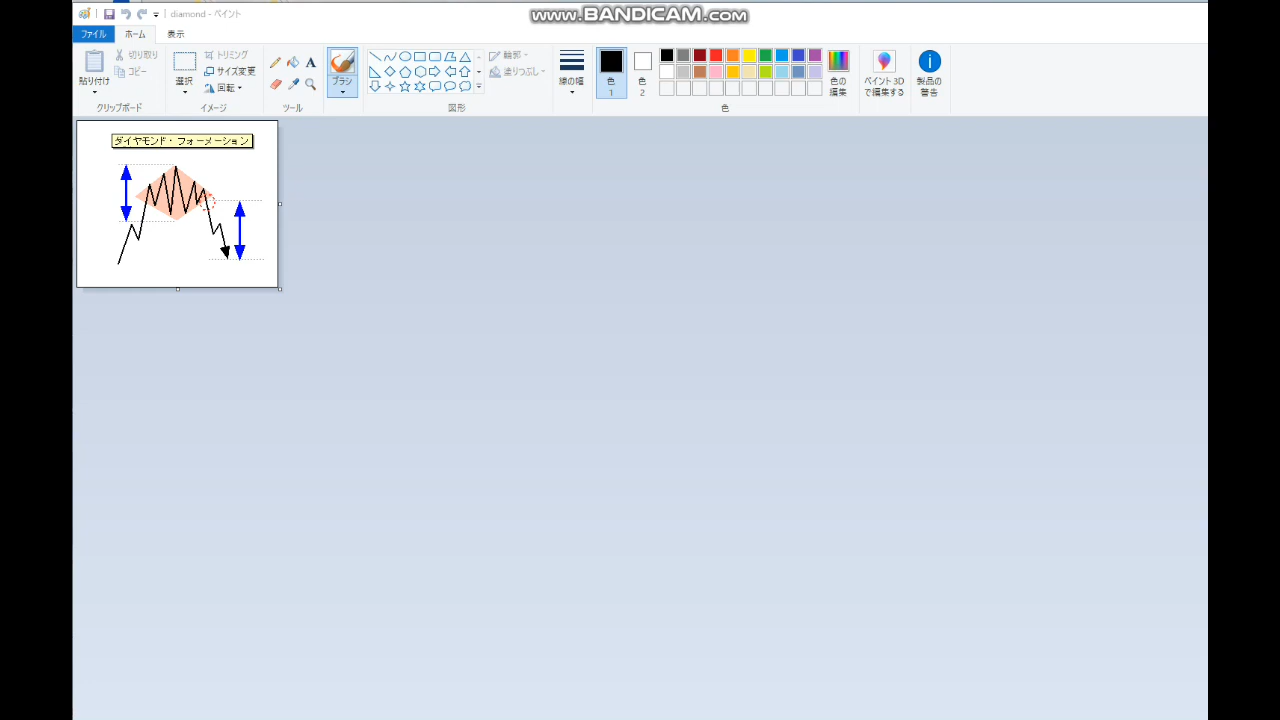 www.BANDICAM.com
diamond - ペイント
ファイル ホーム 表示
貼り付け
切り取り
コピー
クリップボード
選択
トリミング
サイズ変更
回転
イメージ
A
ツール
ブラシ
輪郭
塗りつぶし
図形
線の幅
色
1
色
2
色の
編集
色
ペイント 3D
で編集する
製品の
警告
ダイヤモンド・フォーメーション